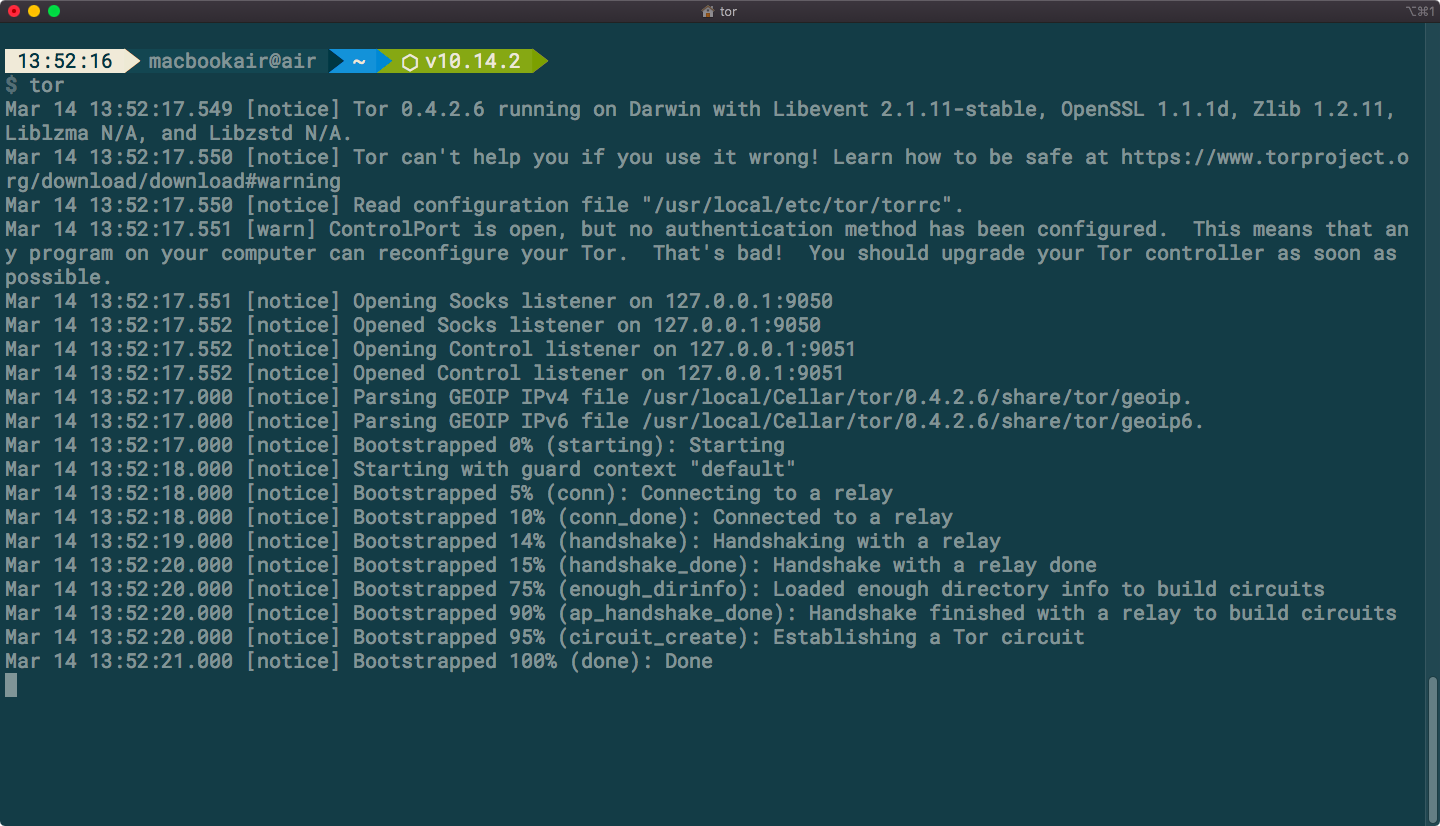 tor
⌥⌘1
13:52:16 macbookair@air ~ ⬡ v10.14.2
$ tor
Mar 14 13:52:17.549 [notice] Tor 0.4.2.6 running on Darwin with Libevent 2.1.11-stable, OpenSSL 1.1.1d, Zlib 1.2.11,
Liblzma N/A, and Libzstd N/A.
Mar 14 13:52:17.550 [notice] Tor can't help you if you use it wrong! Learn how to be safe at https://www.torproject.o
rg/download/download#warning
Mar 14 13:52:17.550 [notice] Read configuration file "/usr/local/etc/tor/torrc".
Mar 14 13:52:17.551 [warn] ControlPort is open, but no authentication method has been configured.  This means that an
y program on your computer can reconfigure your Tor.  That's bad!  You should upgrade your Tor controller as soon as
possible.
Mar 14 13:52:17.551 [notice] Opening Socks listener on 127.0.0.1:9050
Mar 14 13:52:17.552 [notice] Opened Socks listener on 127.0.0.1:9050
Mar 14 13:52:17.552 [notice] Opening Control listener on 127.0.0.1:9051
Mar 14 13:52:17.552 [notice] Opened Control listener on 127.0.0.1:9051
Mar 14 13:52:17.000 [notice] Parsing GEOIP IPv4 file /usr/local/Cellar/tor/0.4.2.6/share/tor/geoip.
Mar 14 13:52:17.000 [notice] Parsing GEOIP IPv6 file /usr/local/Cellar/tor/0.4.2.6/share/tor/geoip6.
Mar 14 13:52:17.000 [notice] Bootstrapped 0% (starting): Starting
Mar 14 13:52:18.000 [notice] Starting with guard context "default"
Mar 14 13:52:18.000 [notice] Bootstrapped 5% (conn): Connecting to a relay
Mar 14 13:52:18.000 [notice] Bootstrapped 10% (conn_done): Connected to a relay
Mar 14 13:52:19.000 [notice] Bootstrapped 14% (handshake): Handshaking with a relay
Mar 14 13:52:20.000 [notice] Bootstrapped 15% (handshake_done): Handshake with a relay done
Mar 14 13:52:20.000 [notice] Bootstrapped 75% (enough_dirinfo): Loaded enough directory info to build circuits
Mar 14 13:52:20.000 [notice] Bootstrapped 90% (ap_handshake_done): Handshake finished with a relay to build circuits
Mar 14 13:52:20.000 [notice] Bootstrapped 95% (circuit_create): Establishing a Tor circuit
Mar 14 13:52:21.000 [notice] Bootstrapped 100% (done): Done